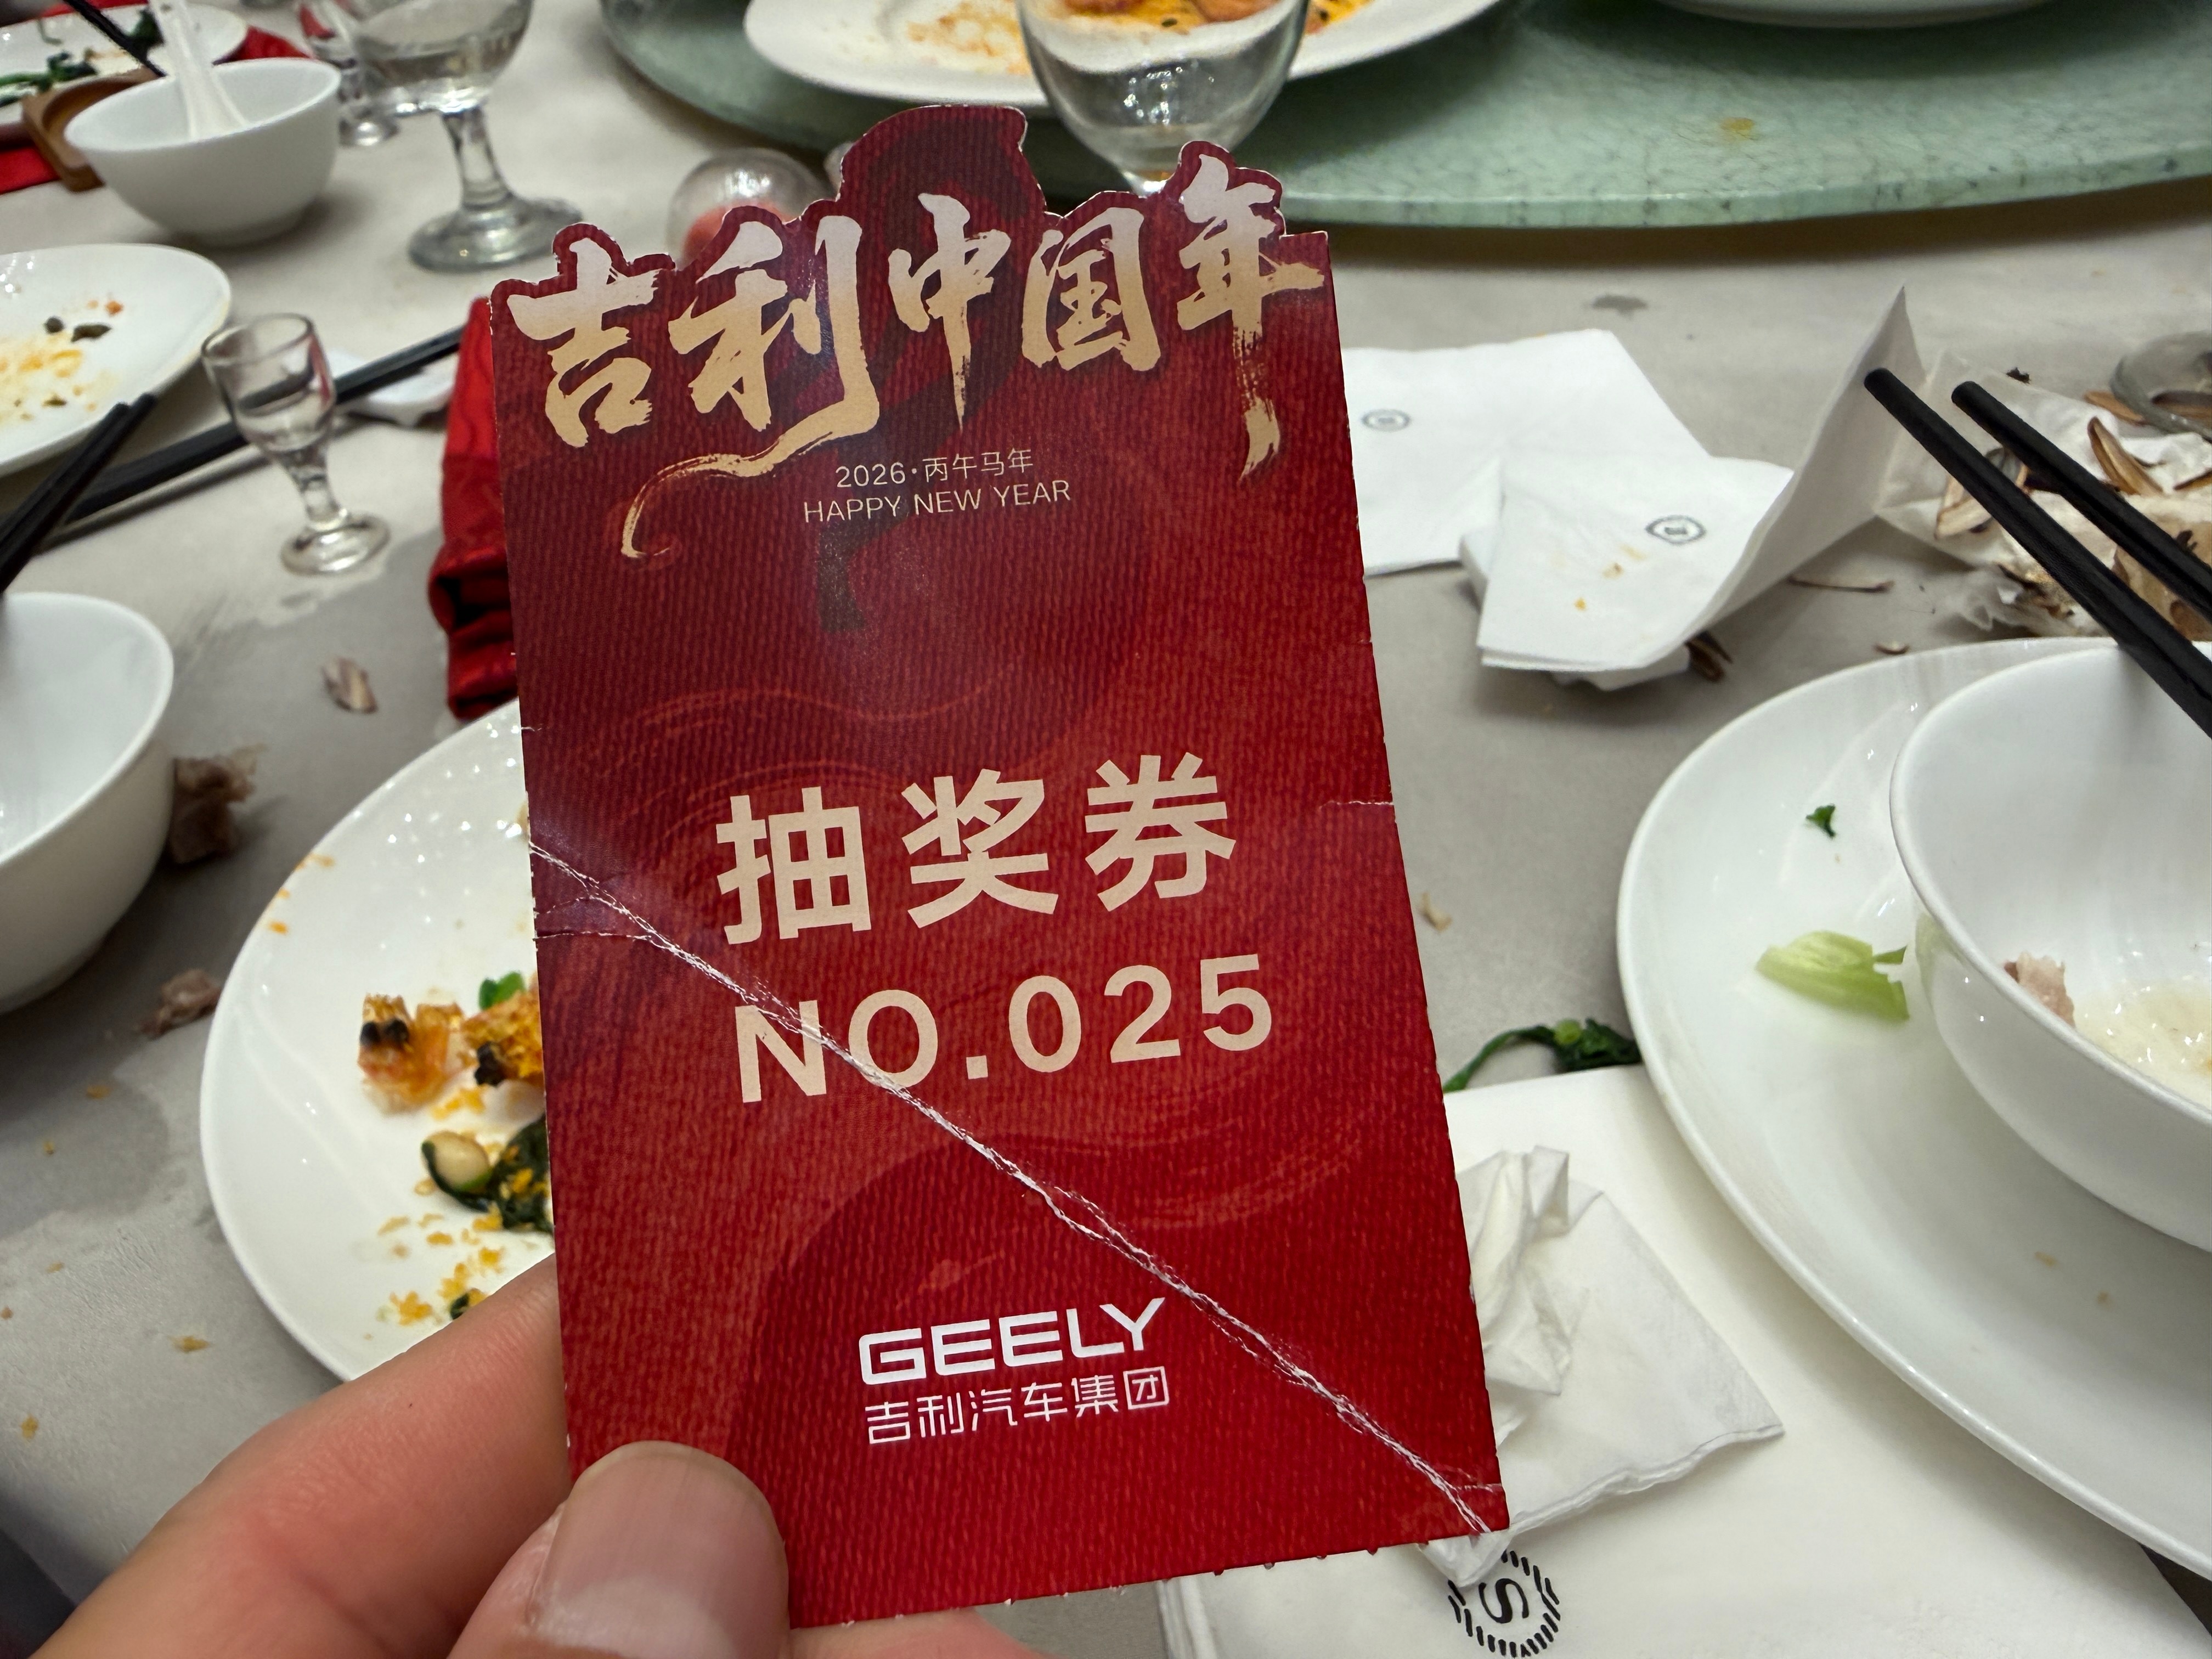 吉利中国年
2026·丙午马年
HAPPY NEW YEAR
抽奖券
NO.025
GEELY
吉利汽车集团
S